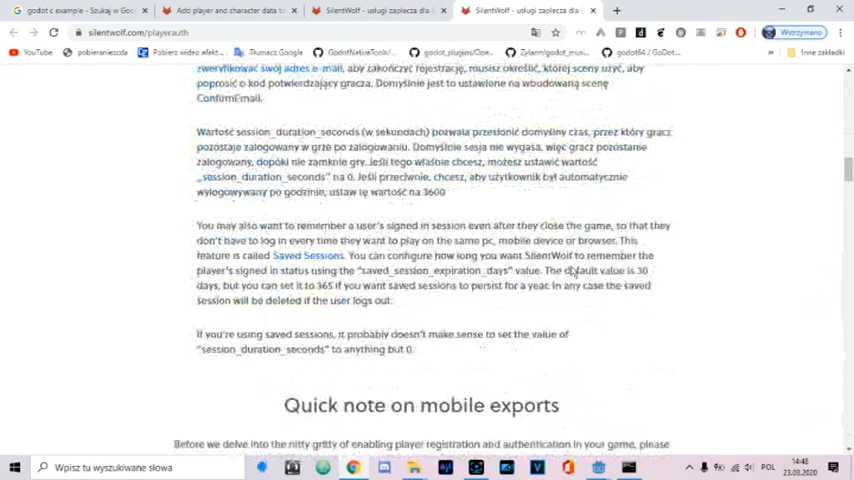 godot c example - Szukaj w Goo
Add player and character data to
SilentWolf - usługi zaplecza dla G
SilentWolf - usługi zaplecza dla G
silentwolf.com/playerauth
Wstrzymano
YouTube
pobieraniezcda
Pobierz wideo efekt...
Tłumacz Google
GodotNativeTools/...
godot_plugins/Ope...
Zylann/godot_musi...
godot64 / GoDot...
Inne zakładki
zweryfikować swój adres e-mail, aby zakończyć rejestrację, musisz określić, której sceny użyć, aby
poprosić o kod potwierdzający gracza. Domyślnie jest to ustawione na wbudowaną scenę
ConfirmEmail.
Wartość session_duration_seconds (w sekundach) pozwala przesłonić domyślny czas, przez który gracz
pozostaje zalogowany w grze po zalogowaniu. Domyślnie sesja nie wygasa, więc gracz pozostanie
zalogowany, dopóki nie zamknie gry. Jeśli tego właśnie chcesz, możesz ustawić wartość
„session_duration_seconds" na 0. Jeśli przeciwnie, chcesz, aby użytkownik był automatycznie
wylogowywany po godzinie, ustaw tę wartość na 3600
You may also want to remember a user's signed in session even after they close the game, so that they
don't have to log in every time they want to play on the same pc, mobile device or browser. This
feature is called Saved Sessions. You can configure how long you want SilentWolf to remember the
player's signed in status using the "saved_session_expiration_days" value. The default value is 30
days, but you can set it to 365 if you want saved sessions to persist for a year. In any case the saved
session will be deleted if the user logs out.
If you're using saved sessions, it probably doesn't make sense to set the value of
"session_duration_seconds" to anything but 0.
Quick note on mobile exports
Before we delve into the nitty gritty of enabling player registration and authentication in your game, please
Wpisz tu wyszukiwane słowa
POL
14:48
23.03.2020